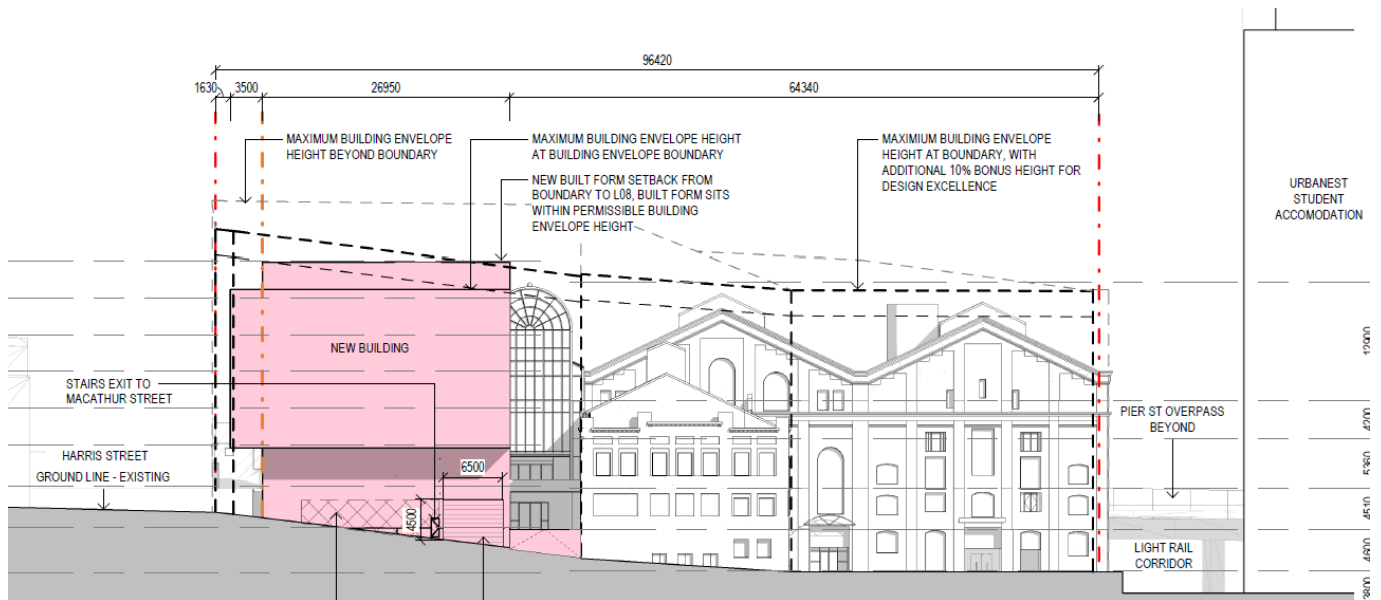 96420
1630
3500
26950
64340
MAXIMUM BUILDING ENVELOPE
HEIGHT BEYOND BOUNDARY
MAXIMUM BUILDING ENVELOPE HEIGHT
AT BUILDING ENVELOPE BOUNDARY
NEW BUILT FORM SETBACK FROM
BOUNDARY TO L08, BUILT FORM SITS
WITHIN PERMISSIBLE BUILDING
ENVELOPE HEIGHT
MAXIMIUM BUILDING ENVELOPE
HEIGHT AT BOUNDARY, WITH
ADDITIONAL 10% BONUS HEIGHT FOR
DESIGN EXCELLENCE
URBANEST
STUDENT
ACCOMODATION
NEW BUILDING
STAIRS EXIT TO
MACATHUR STREET
HARRIS STREET
GROUND LINE - EXISTING
6500
4500
PIER ST OVERPASS
BEYOND
LIGHT RAIL
CORRIDOR
12900
4200
5360
4510
4600
3800